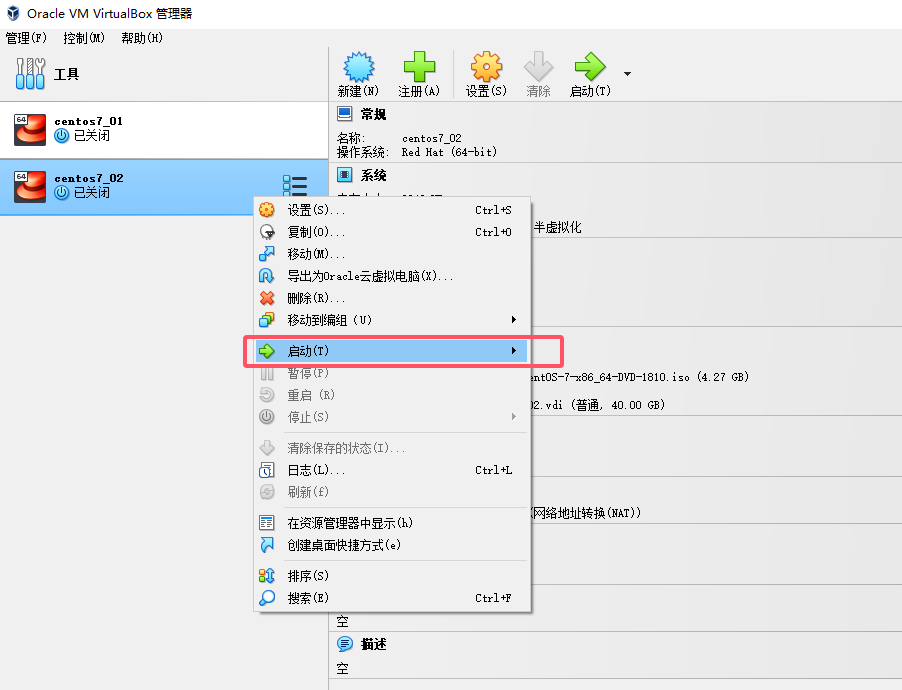 Oracle VM VirtualBox 管理器
管理(F) 控制(M) 帮助(H)
工具
新建(N) 注册(A) 设置(S) 清除 启动(T)
64 centos7_01
已关闭
64 centos7_02
已关闭
常规
名称: centos7_02
操作系统: Red Hat (64-bit)
系统
半虚拟化
entOS-7-x86_64-DVD-1810.iso (4.27 GB)
02.vdi (普通, 40.00 GB)
(网络地址转换(NAT))
空
描述
空
设置(S)... Ctrl+S
复制(O)... Ctrl+O
移动(M)...
导出为Oracle云虚拟电脑(X)...
删除(R)...
移动到编组 (U)
启动(T)
暂停(P)
重启 (R)
停止(S)
清除保存的状态(I)...
日志(L)... Ctrl+L
刷新(f)
在资源管理器中显示(h)
创建桌面快捷方式(e)
排序(S)
搜索(E) Ctrl+F